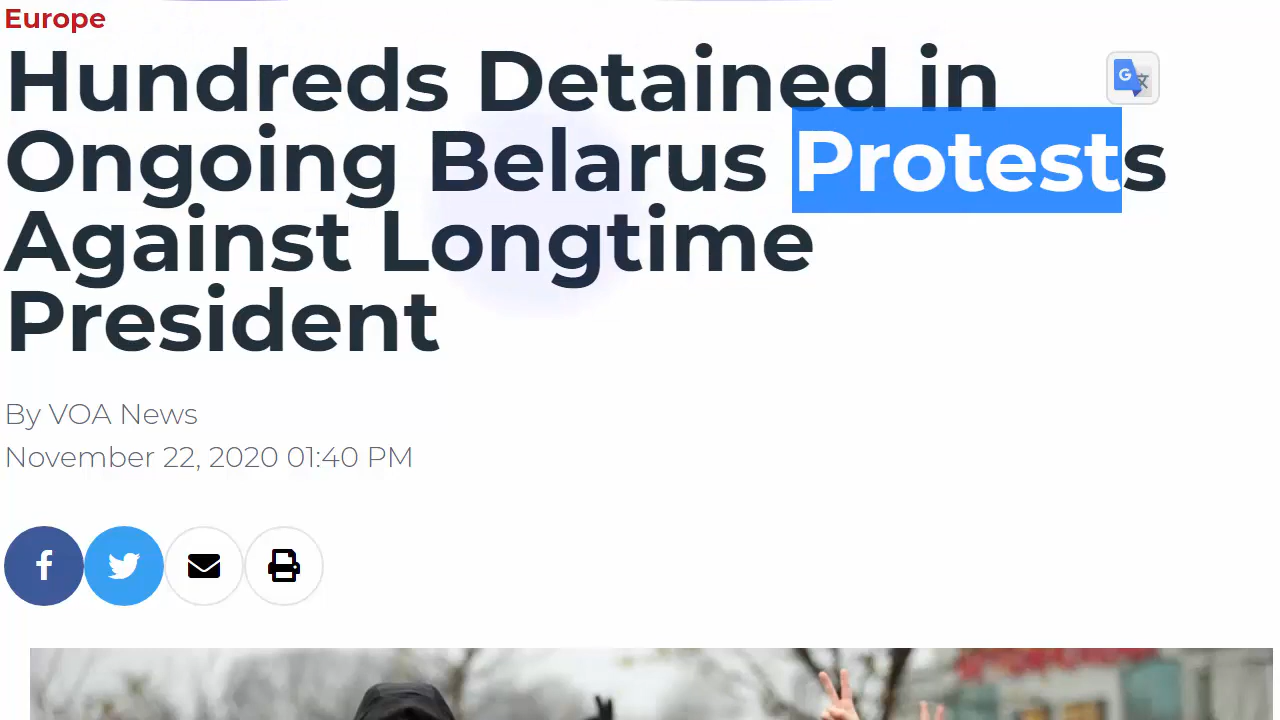 Europe
Hundreds Detained in
Ongoing Belarus Protests
Against Longtime
President
By VOA News
November 22, 2020 01:40 PM